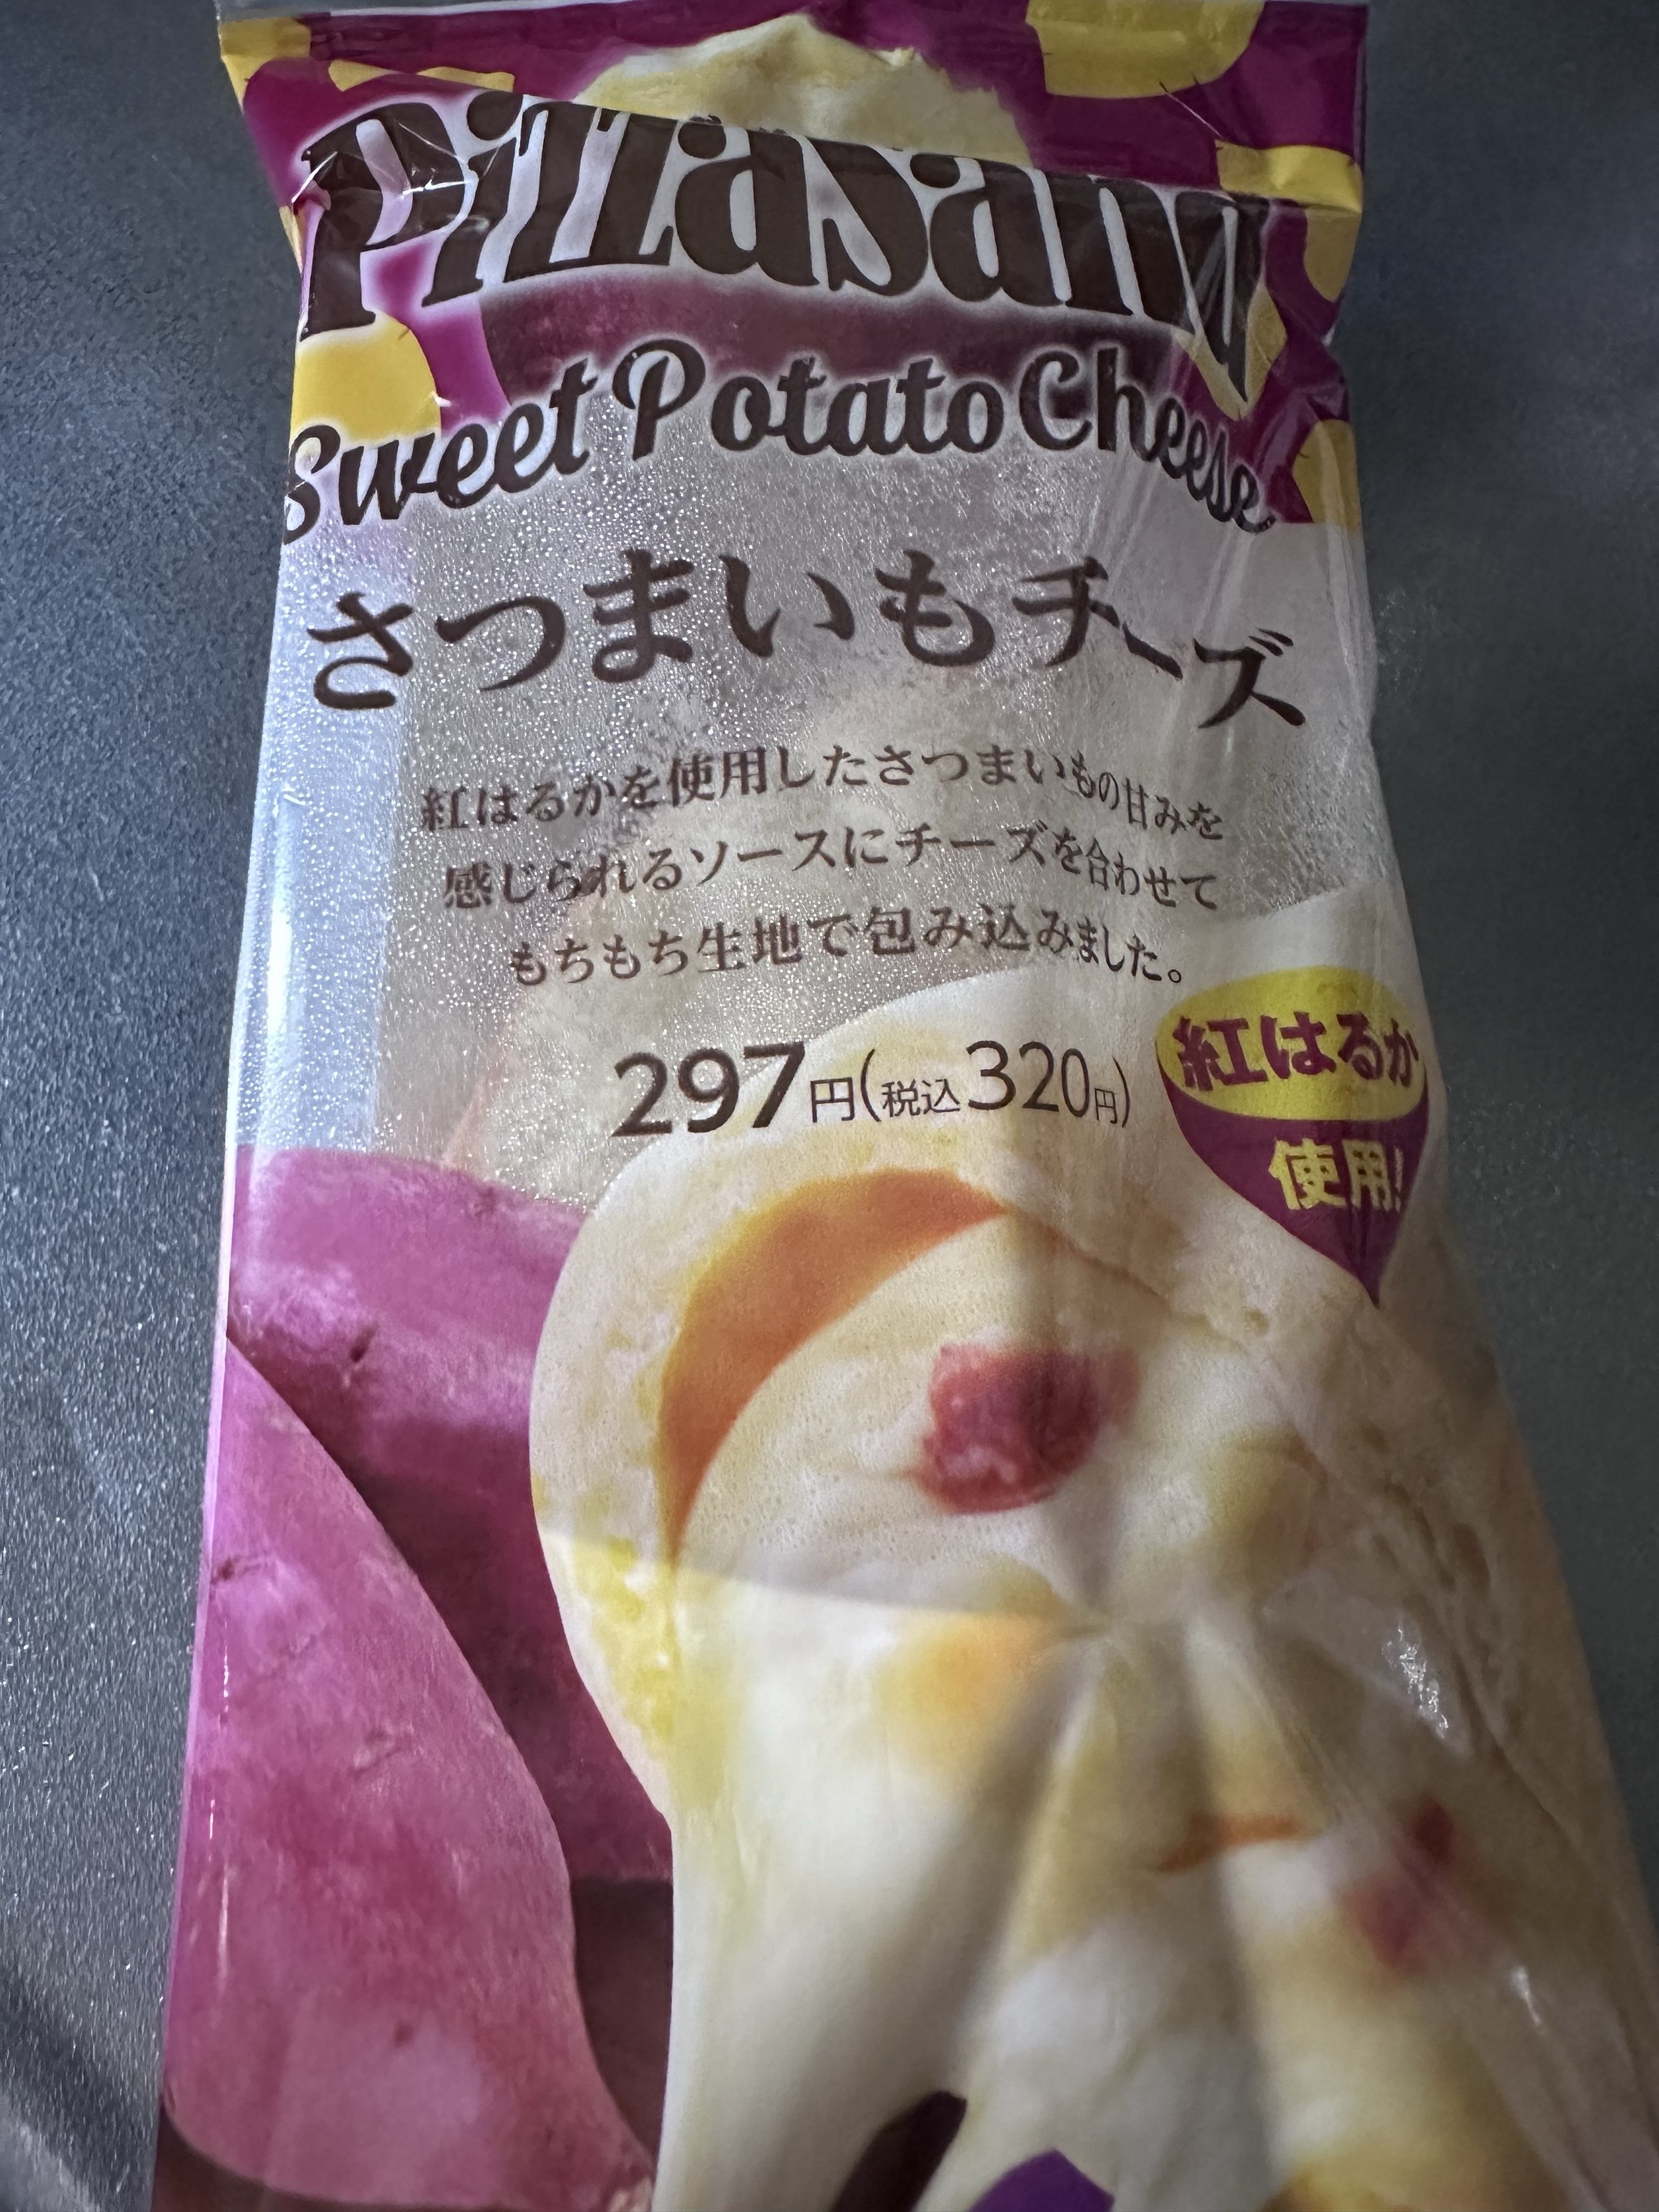 PizzaSand
Sweet Potato Cheese
さつまいもチーズ
紅はるかを使用したさつまいもの甘みを
感じられるソースにチーズを合わせて
もちもち生地で包み込みました。
297円(税込320円)
紅はるか
使用!